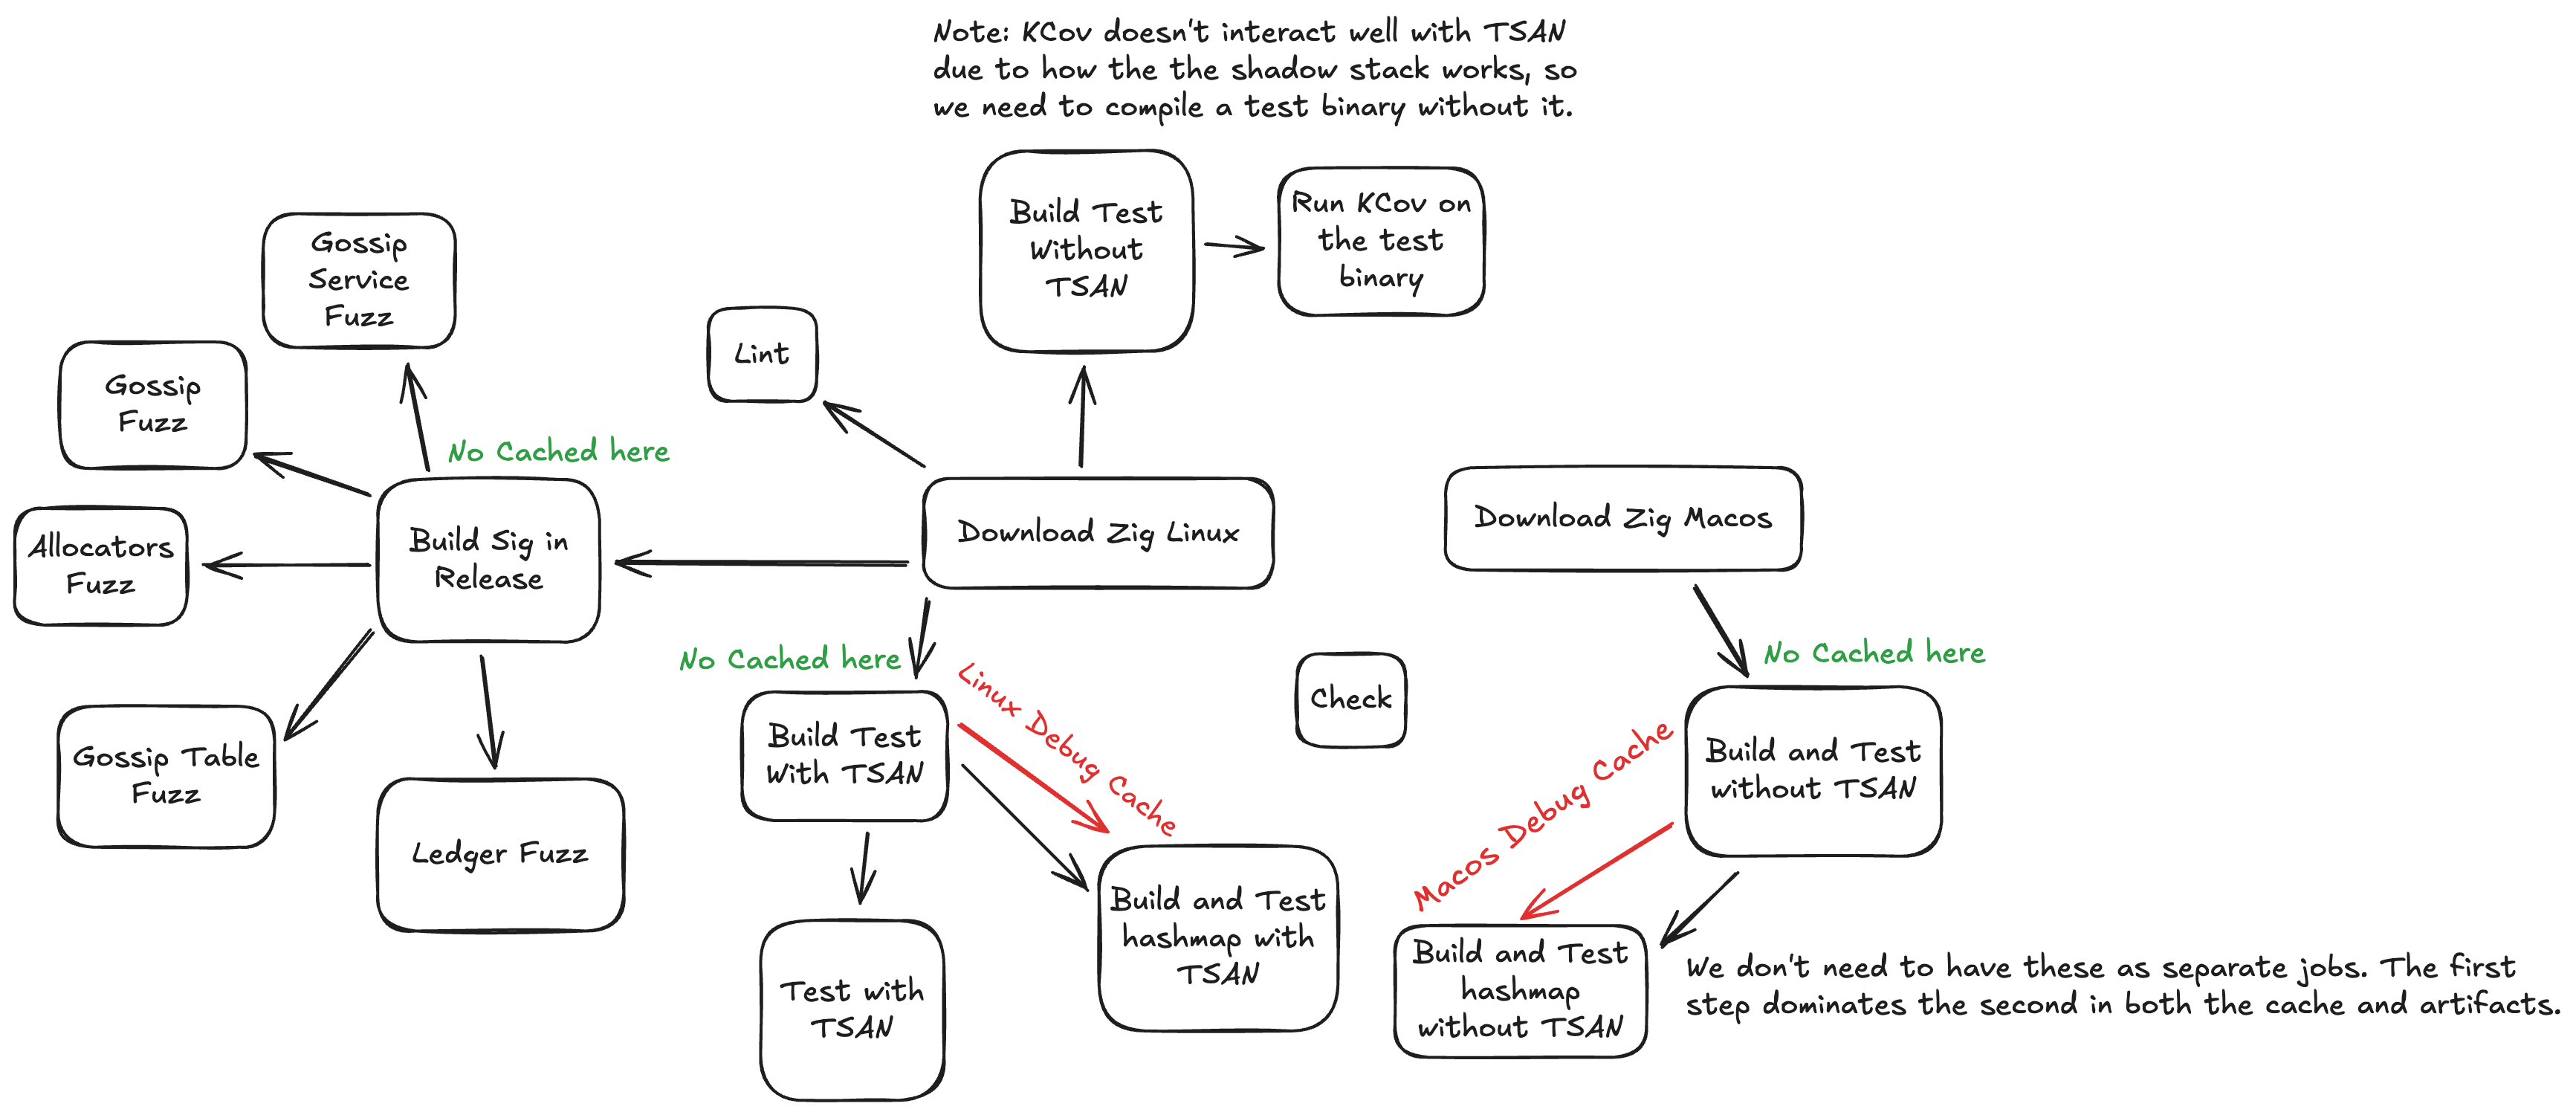 Note: KCov doesn't interact well with TSAN
due to how the the shadow stack works, so
we need to compile a test binary without it.
Build Test
Without
TSAN
Run KCov on
the test
binary
Gossip
Service
Fuzz
Lint
Gossip
Fuzz
No Cached here
Build Sig in
Release
Download Zig Linux
Download Zig Macos
Allocators
Fuzz
No Cached here
Linux Debug Cache
Check
No Cached here
Gossip Table
Fuzz
Ledger Fuzz
Build Test
With TSAN
Macos Debug Cache
Build and Test
without TSAN
Test with
TSAN
Build and Test
hashmap with
TSAN
Build and Test
hashmap
without TSAN
We don't need to have these as separate jobs. The first
step dominates the second in both the cache and artifacts.